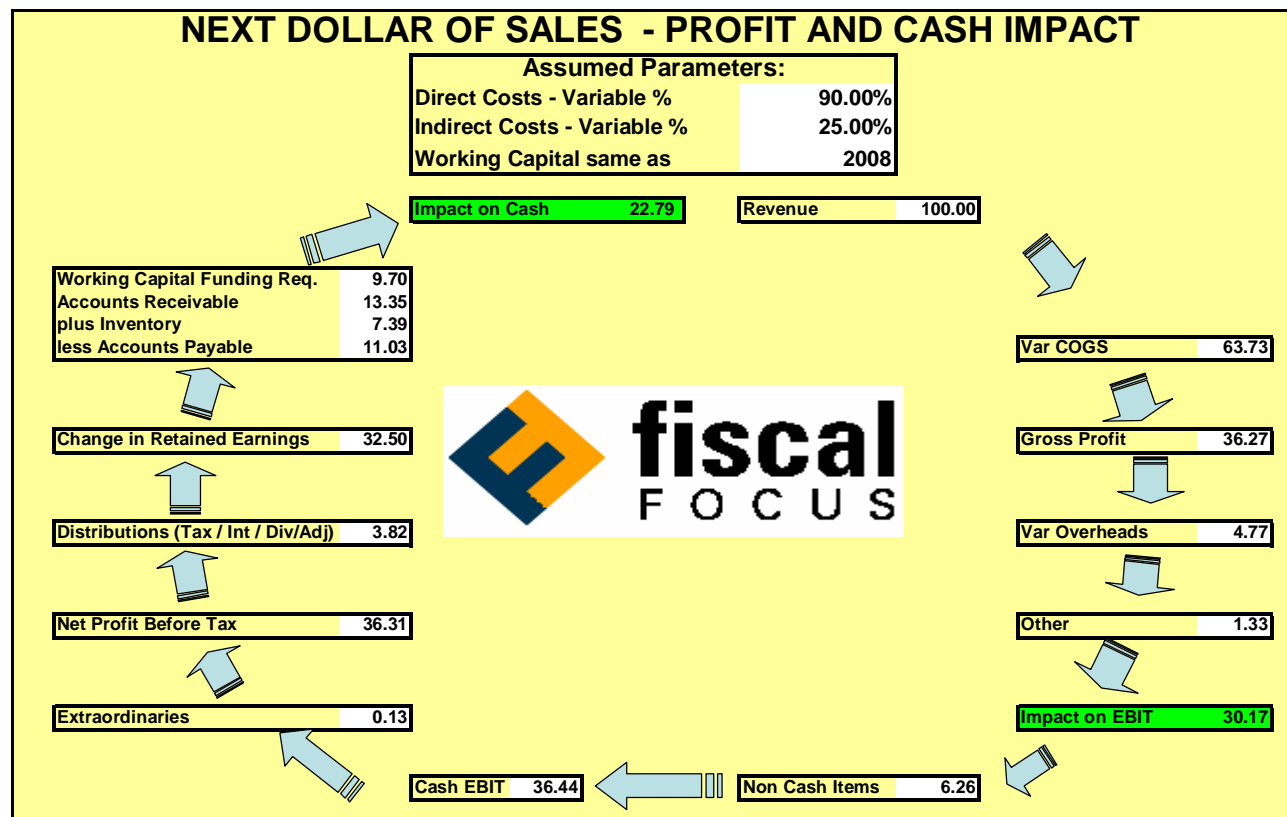 NEXT DOLLAR OF SALES - PROFIT AND CASH IMPACT
Assumed Parameters:
Direct Costs - Variable % 90.00%
Indirect Costs - Variable % 25.00%
Working Capital same as 2008
Impact on Cash 22.79
Revenue 100.00
Working Capital Funding Req. 9.70
Accounts Receivable 13.35
plus Inventory 7.39
less Accounts Payable 11.03
Var COGS 63.73
Change in Retained Earnings 32.50
fiscal
FOCUS
Gross Profit 36.27
Distributions (Tax / Int / Div/Adj) 3.82
Var Overheads 4.77
Net Profit Before Tax 36.31
Other 1.33
Extraordinaries 0.13
Impact on EBIT 30.17
Cash EBIT 36.44
Non Cash Items 6.26